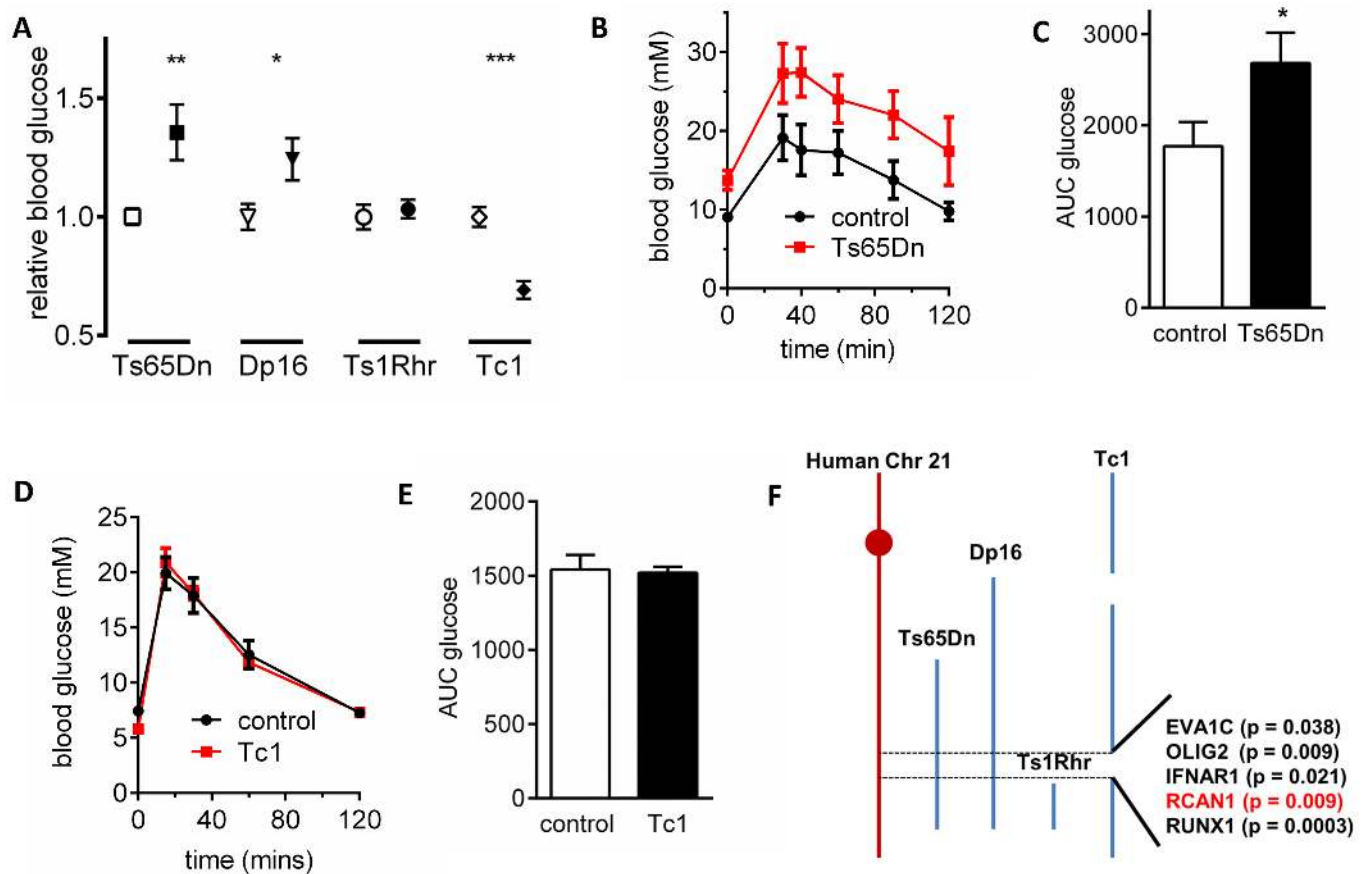 A
relative blood glucose
1.5
1.0
0.5
** * ***
Ts65Dn Dp16 Ts1Rhr Tc1
B
blood glucose (mM)
30
20
10
0
control
Ts65Dn
0 40 80 120
time (min)
C
AUC glucose
3000
2000
1000
0
*
control Ts65Dn
D
blood glucose (mM)
25
20
15
10
5
0
control
Tc1
0 40 80 120
time (mins)
E
AUC glucose
2000
1500
1000
500
0
control Tc1
F
Human Chr 21
Tc1
Dp16
Ts65Dn
Ts1Rhr
EVA1C (p = 0.038)
OLIG2 (p = 0.009)
IFNAR1 (p = 0.021)
RCAN1 (p = 0.009)
RUNX1 (p = 0.0003)